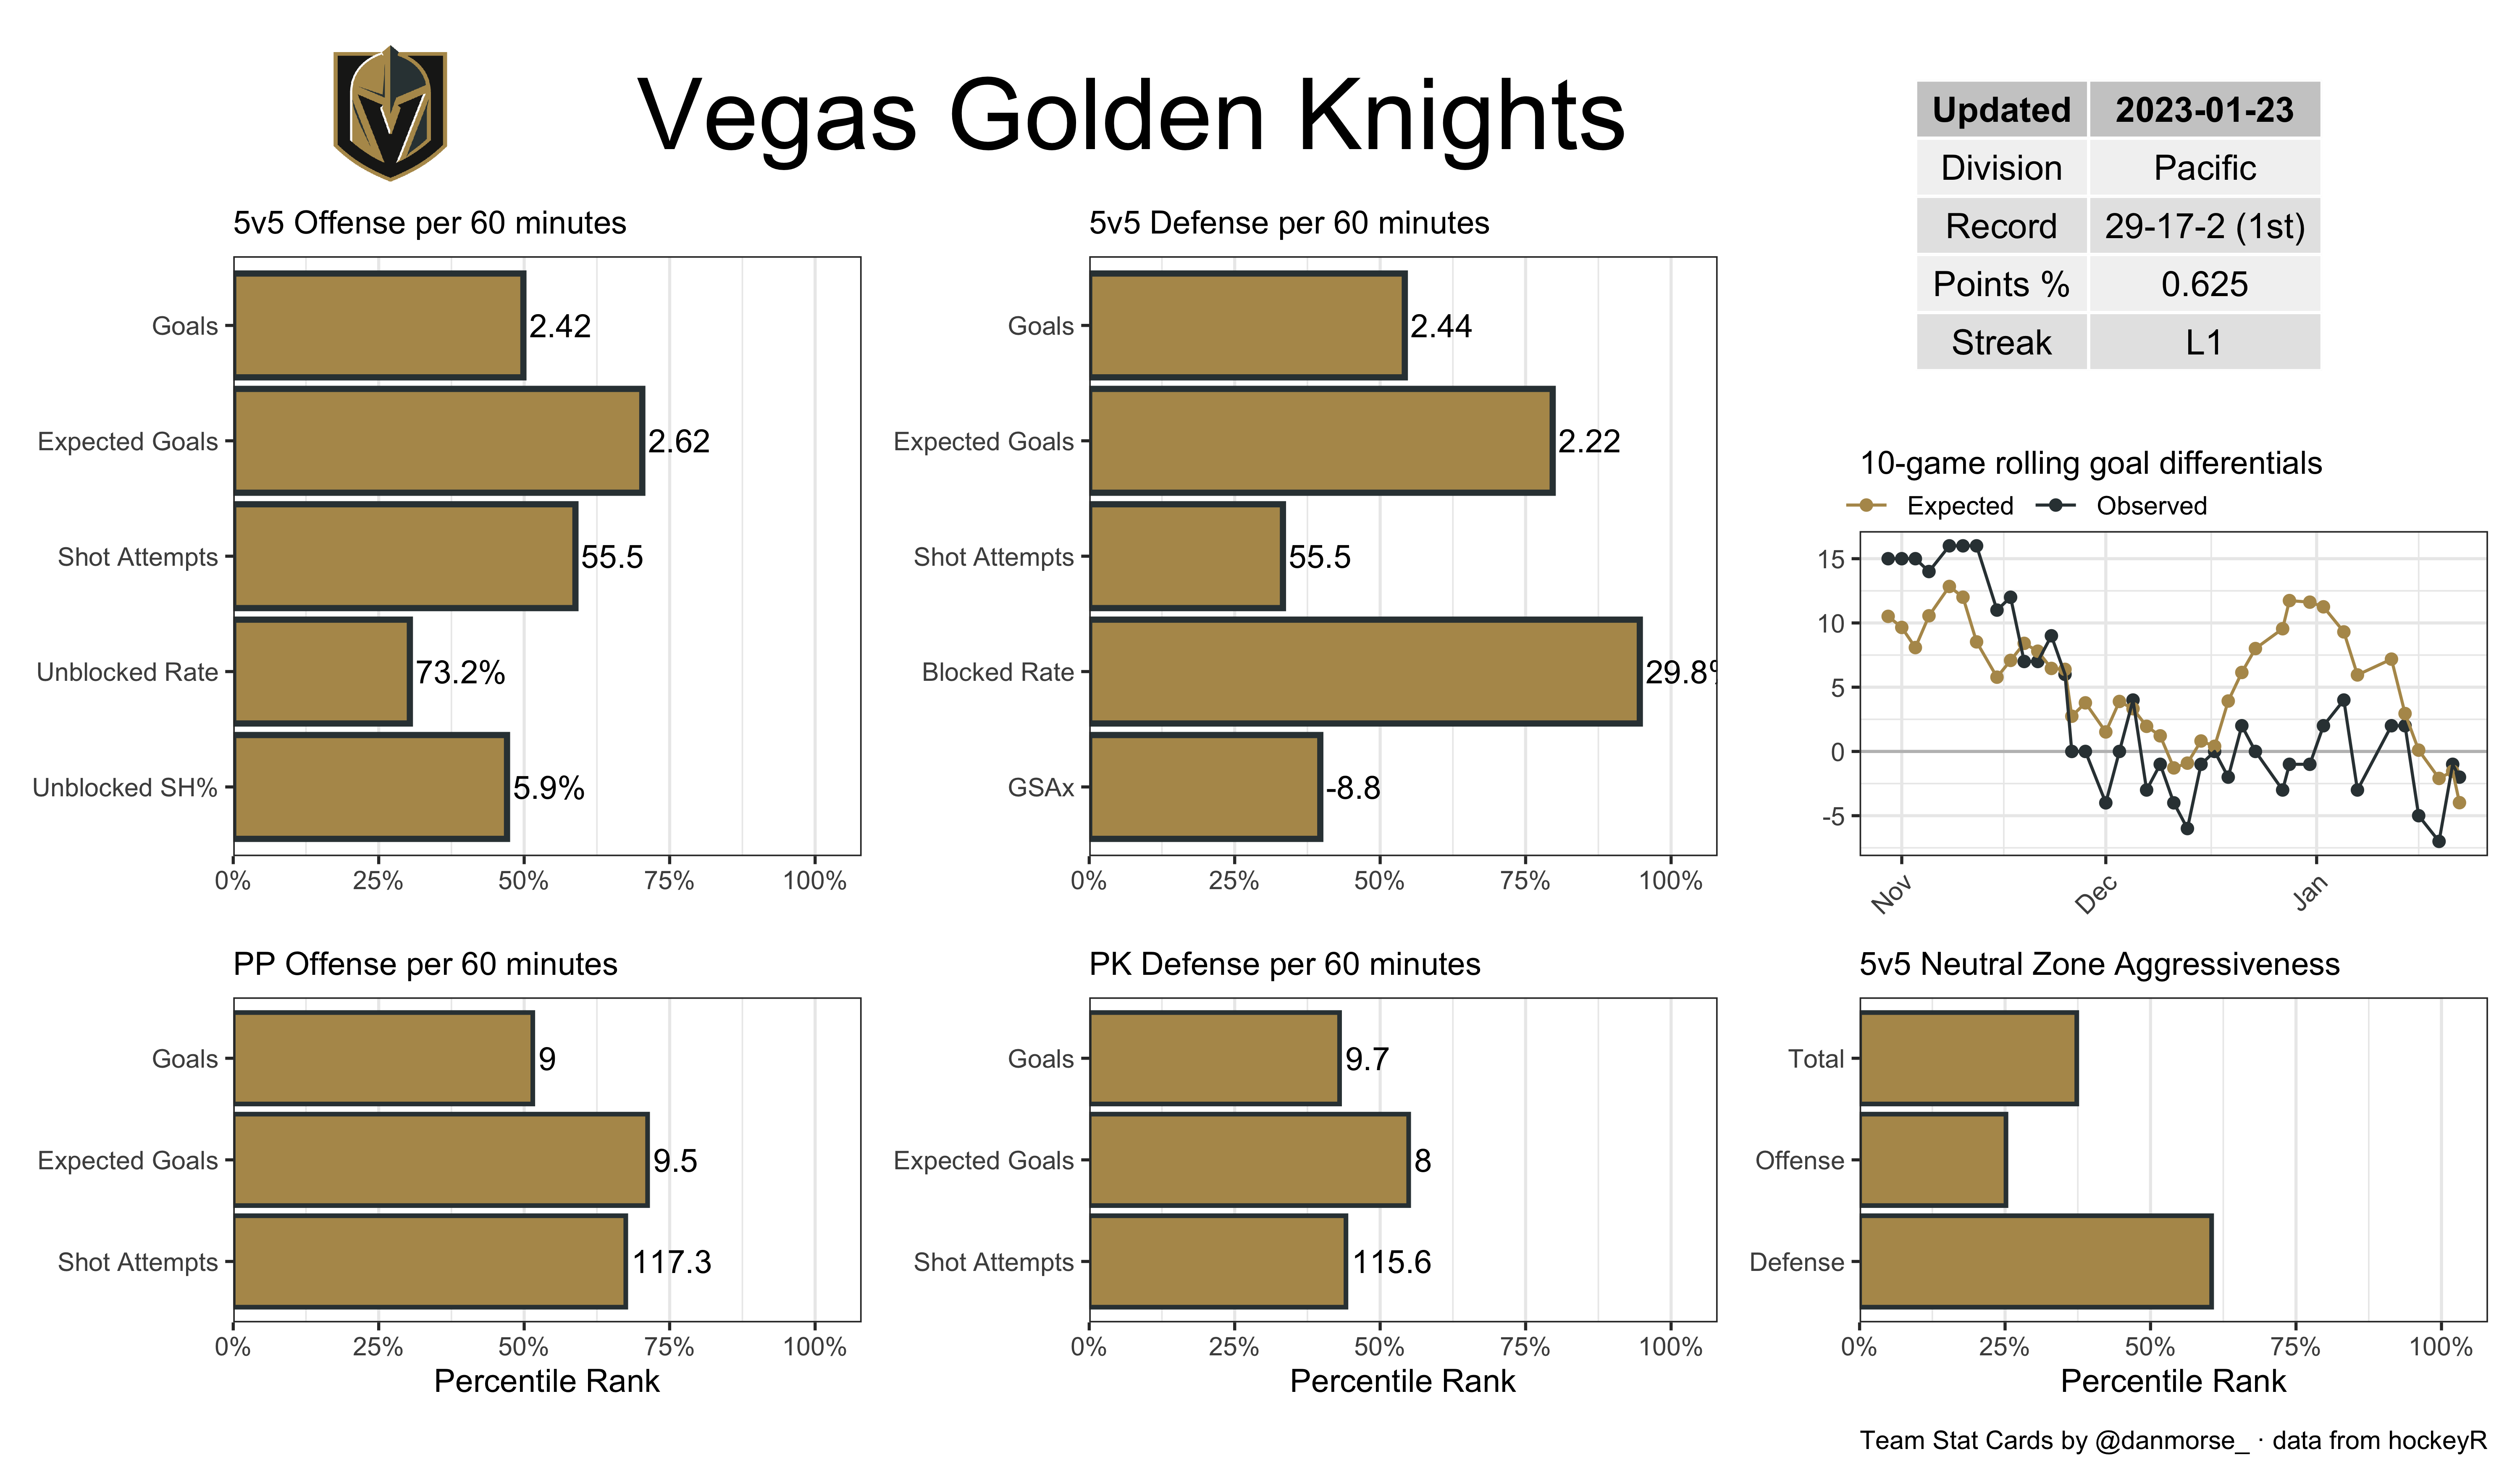 Vegas Golden Knights
Updated 2023-01-23
Division Pacific
Record 29-17-2 (1st)
Points % 0.625
Streak L1
5v5 Offense per 60 minutes
Goals 2.42
Expected Goals 2.62
Shot Attempts 55.5
Unblocked Rate 73.2%
Unblocked SH% 5.9%
0% 25% 50% 75% 100%
5v5 Defense per 60 minutes
Goals 2.44
Expected Goals 2.22
Shot Attempts 55.5
Blocked Rate 29.8%
GSAx -8.8
0% 25% 50% 75% 100%
10-game rolling goal differentials
Expected Observed
15
10
5
0
-5
Nov Dec Jan
PP Offense per 60 minutes
Goals 9
Expected Goals 9.5
Shot Attempts 117.3
0% 25% 50% 75% 100%
Percentile Rank
PK Defense per 60 minutes
Goals 9.7
Expected Goals 8
Shot Attempts 115.6
0% 25% 50% 75% 100%
Percentile Rank
5v5 Neutral Zone Aggressiveness
Total
Offense
Defense
0% 25% 50% 75% 100%
Percentile Rank
Team Stat Cards by @danmorse_ · data from hockeyR